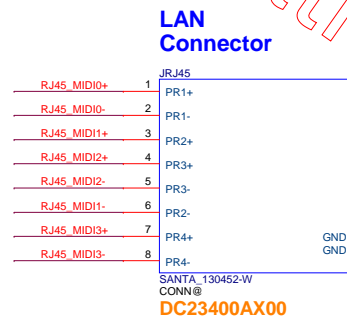 LAN
Connector
JRJ45
RJ45_MIDI0+ 1 PR1+
RJ45_MIDI0- 2 PR1-
RJ45_MIDI1+ 3 PR2+
RJ45_MIDI2+ 4 PR3+
RJ45_MIDI2- 5 PR3-
RJ45_MIDI1- 6 PR2-
RJ45_MIDI3+ 7 PR4+ GND
RJ45_MIDI3- 8 PR4- GND
SANTA_130452-W
CONN@
DC23400AX00